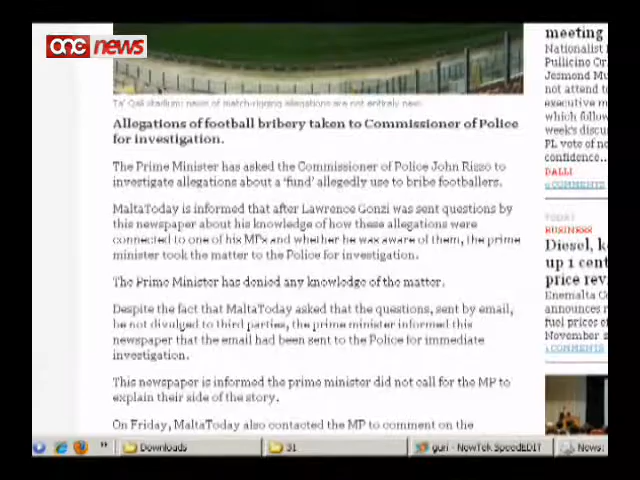 one news
meeting
Nationalist
Pullicino Or
Jesmond Mu
not attend
executive m
which follow
week's discu
PL vote of no
confidence...
DALLI
0 COMMENTS
Ta' Qali stadium: news of match-rigging allegations are not entirely new.
Allegations of football bribery taken to Commissioner of Police
for investigation.
The Prime Minister has asked the Commissioner of Police John Rizzo to
investigate allegations about a 'fund' allegedly use to bribe footballers.
MaltaToday is informed that after Lawrence Gonzi was sent questions by
this newspaper about his knowledge of how these allegations were
connected to one of his MPs and whether he was aware of them, the prime
minister took the matter to the Police for investigation.
The Prime Minister has denied any knowledge of the matter.
Despite the fact that MaltaToday asked that the questions, sent by email,
be not divulged to third parties, the prime minister informed this
newspaper that the email had been sent to the Police for immediate
investigation.
This newspaper is informed the prime minister did not call for the MP to
explain their side of the story.
On Friday, MaltaToday also contacted the MP to comment on the
TODAY
BUSINESS
Diesel, k
up 1 cent
price rev
Enemalta Co
announces r
fuel prices o
November
COMMENTS
Downloads
31
guri - NewTek SpeedEDIT
News: